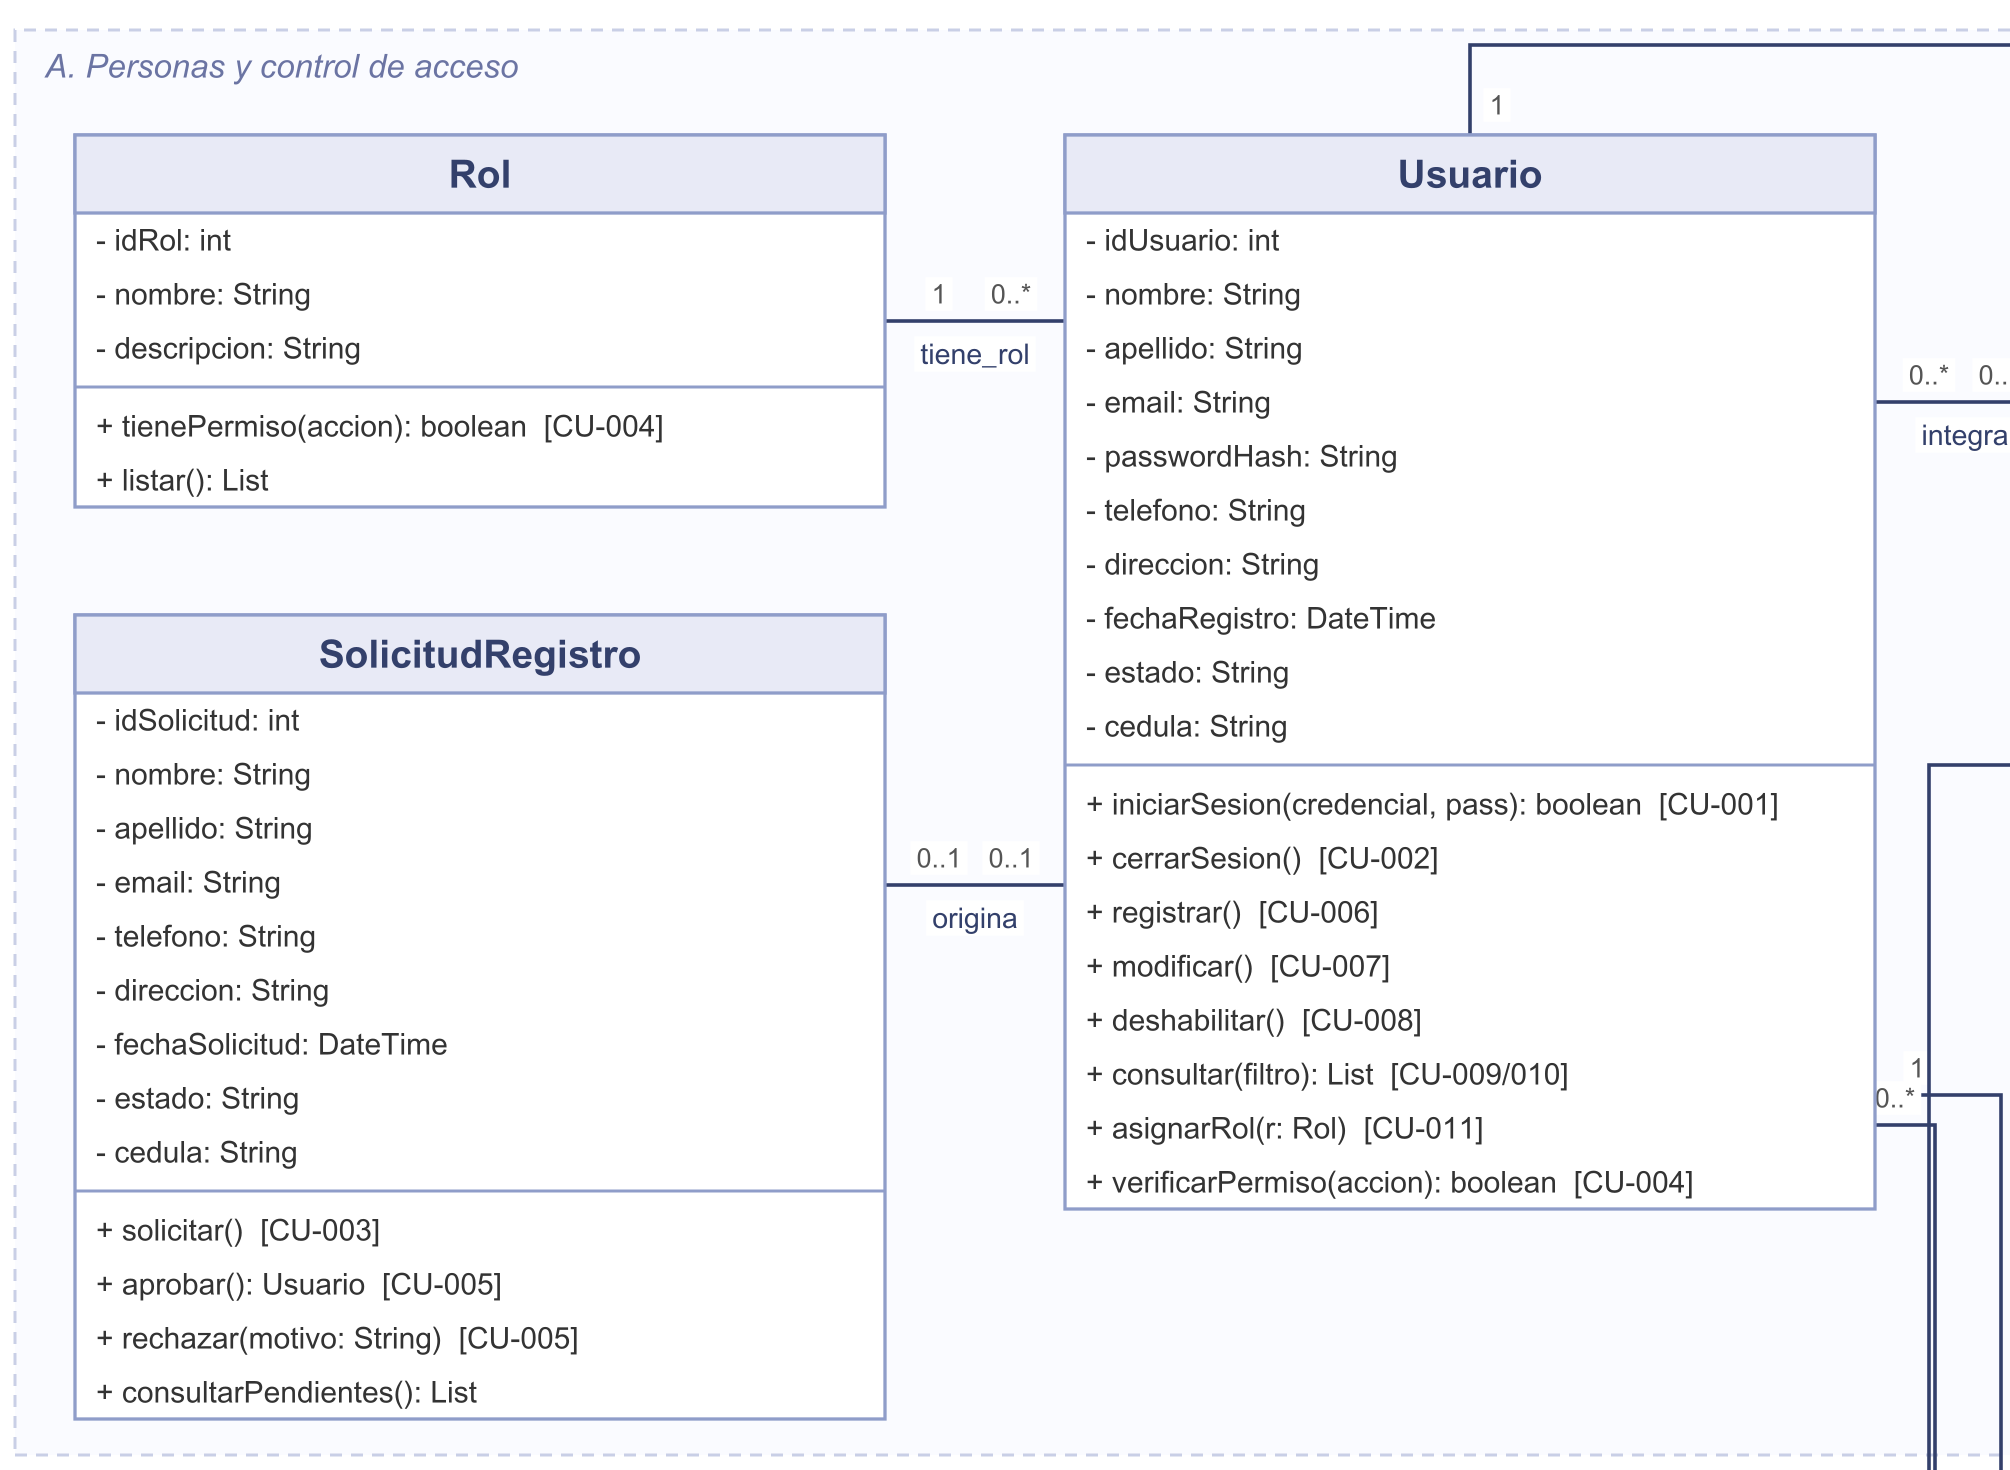 A. Personas y control de acceso
1
Rol
- idRol: int
- nombre: String
- descripcion: String
+ tienePermiso(accion): boolean  [CU-004]
+ listar(): List
1
0..*
tiene_rol
Usuario
- idUsuario: int
- nombre: String
- apellido: String
- email: String
- passwordHash: String
- telefono: String
- direccion: String
- fechaRegistro: DateTime
- estado: String
- cedula: String
+ iniciarSesion(credencial, pass): boolean  [CU-001]
+ cerrarSesion()  [CU-002]
+ registrar()  [CU-006]
+ modificar()  [CU-007]
+ deshabilitar()  [CU-008]
+ consultar(filtro): List  [CU-009/010]
+ asignarRol(r: Rol)  [CU-011]
+ verificarPermiso(accion): boolean  [CU-004]
0..*
0..
integra
SolicitudRegistro
- idSolicitud: int
- nombre: String
- apellido: String
- email: String
- telefono: String
- direccion: String
- fechaSolicitud: DateTime
- estado: String
- cedula: String
+ solicitar()  [CU-003]
+ aprobar(): Usuario  [CU-005]
+ rechazar(motivo: String)  [CU-005]
+ consultarPendientes(): List
0..1
0..1
origina
1
0..*